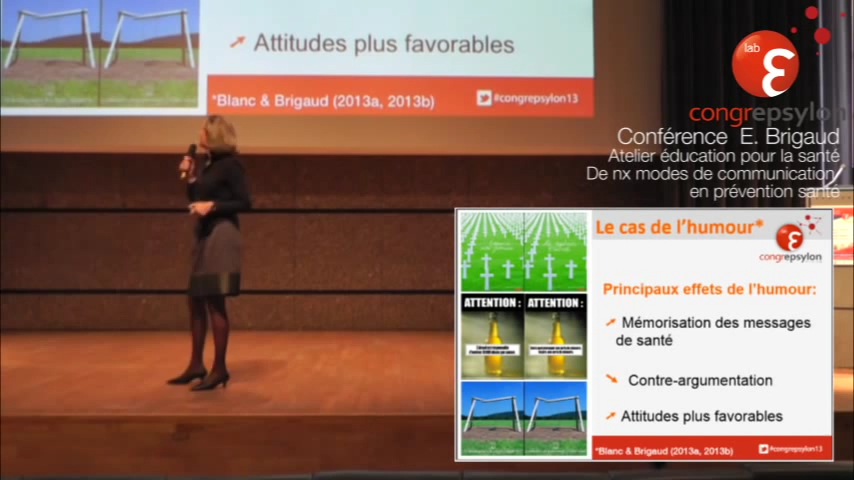 Attitudes plus favorables
*Blanc & Brigaud (2013a, 2013b)
#congrepsylon13
lab
congrepsylon
Conférence E. Brigaud
Atelier éducation pour la santé
De nx modes de communication
en prévention santé
Le cas de l'humour*
congrepsylon
Principaux effets de l'humour:
Mémorisation des messages
de santé
Contre-argumentation
Attitudes plus favorables
ATTENTION :
ATTENTION :
*Blanc & Brigaud (2013a, 2013b)
#congrepsylon13